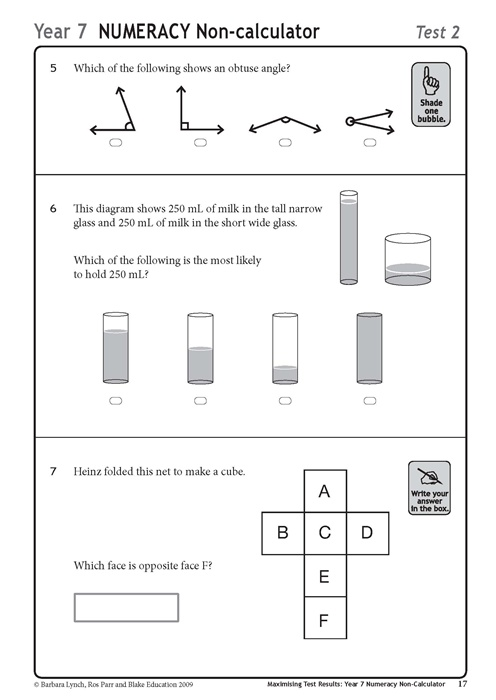 Year 7 NUMERACY Non-calculator Test 2
5 Which of the following shows an obtuse angle?
Shade
one
bubble.
6 This diagram shows 250 mL of milk in the tall narrow
glass and 250 mL of milk in the short wide glass.
Which of the following is the most likely
to hold 250 mL?
7 Heinz folded this net to make a cube.
Write your
answer
in the box.
A
B C D
E
F
Which face is opposite face F?
© Barbara Lynch, Ros Parr and Blake Education 2009 Maximising Test Results: Year 7 Numeracy Non-Calculator 17